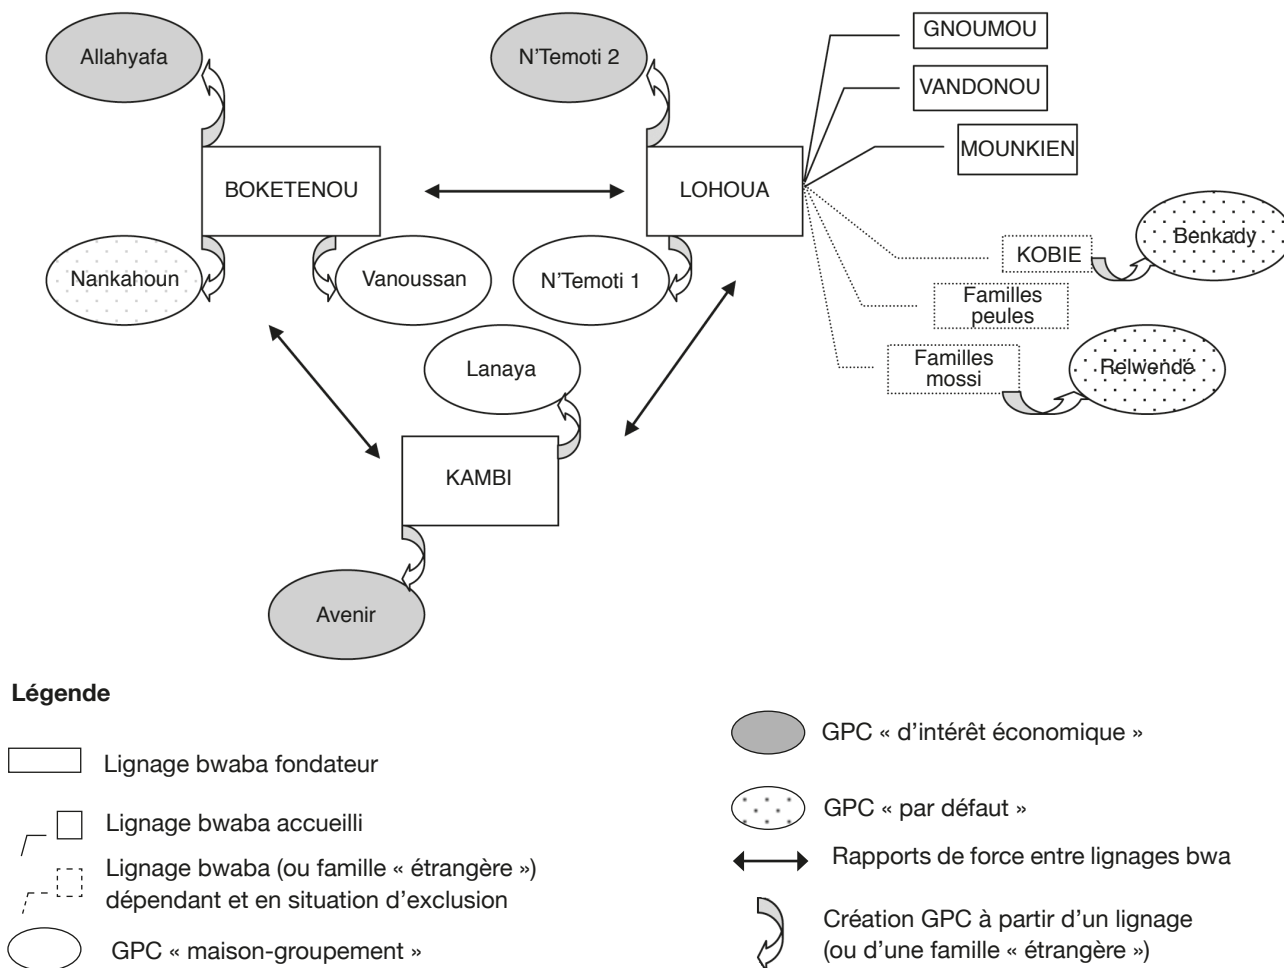 Allahyafa
N'Temoti 2
GNOUMOU
VANDONOU
MOUNKIEN
BOKETENOU
LOHOUA
Nankahoun
Vanoussan
N'Temoti 1
KOBIE
Benkady
Familles
peules
Familles
mossi
Relwendé
Lanaya
KAMBI
Avenir
Légende
Lignage bwaba fondateur
Lignage bwaba accueilli
Lignage bwaba (ou famille « étrangère »)
dépendant et en situation d'exclusion
GPC « maison-groupement »
GPC « d'intérêt économique »
GPC « par défaut »
Rapports de force entre lignages bwa
Création GPC à partir d'un lignage
(ou d'une famille « étrangère »)